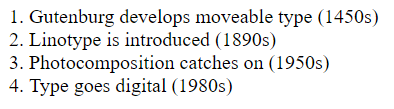 1. Gutenburg develops moveable type (1450s)
2. Linotype is introduced (1890s)
3. Photocomposition catches on (1950s)
4. Type goes digital (1980s)